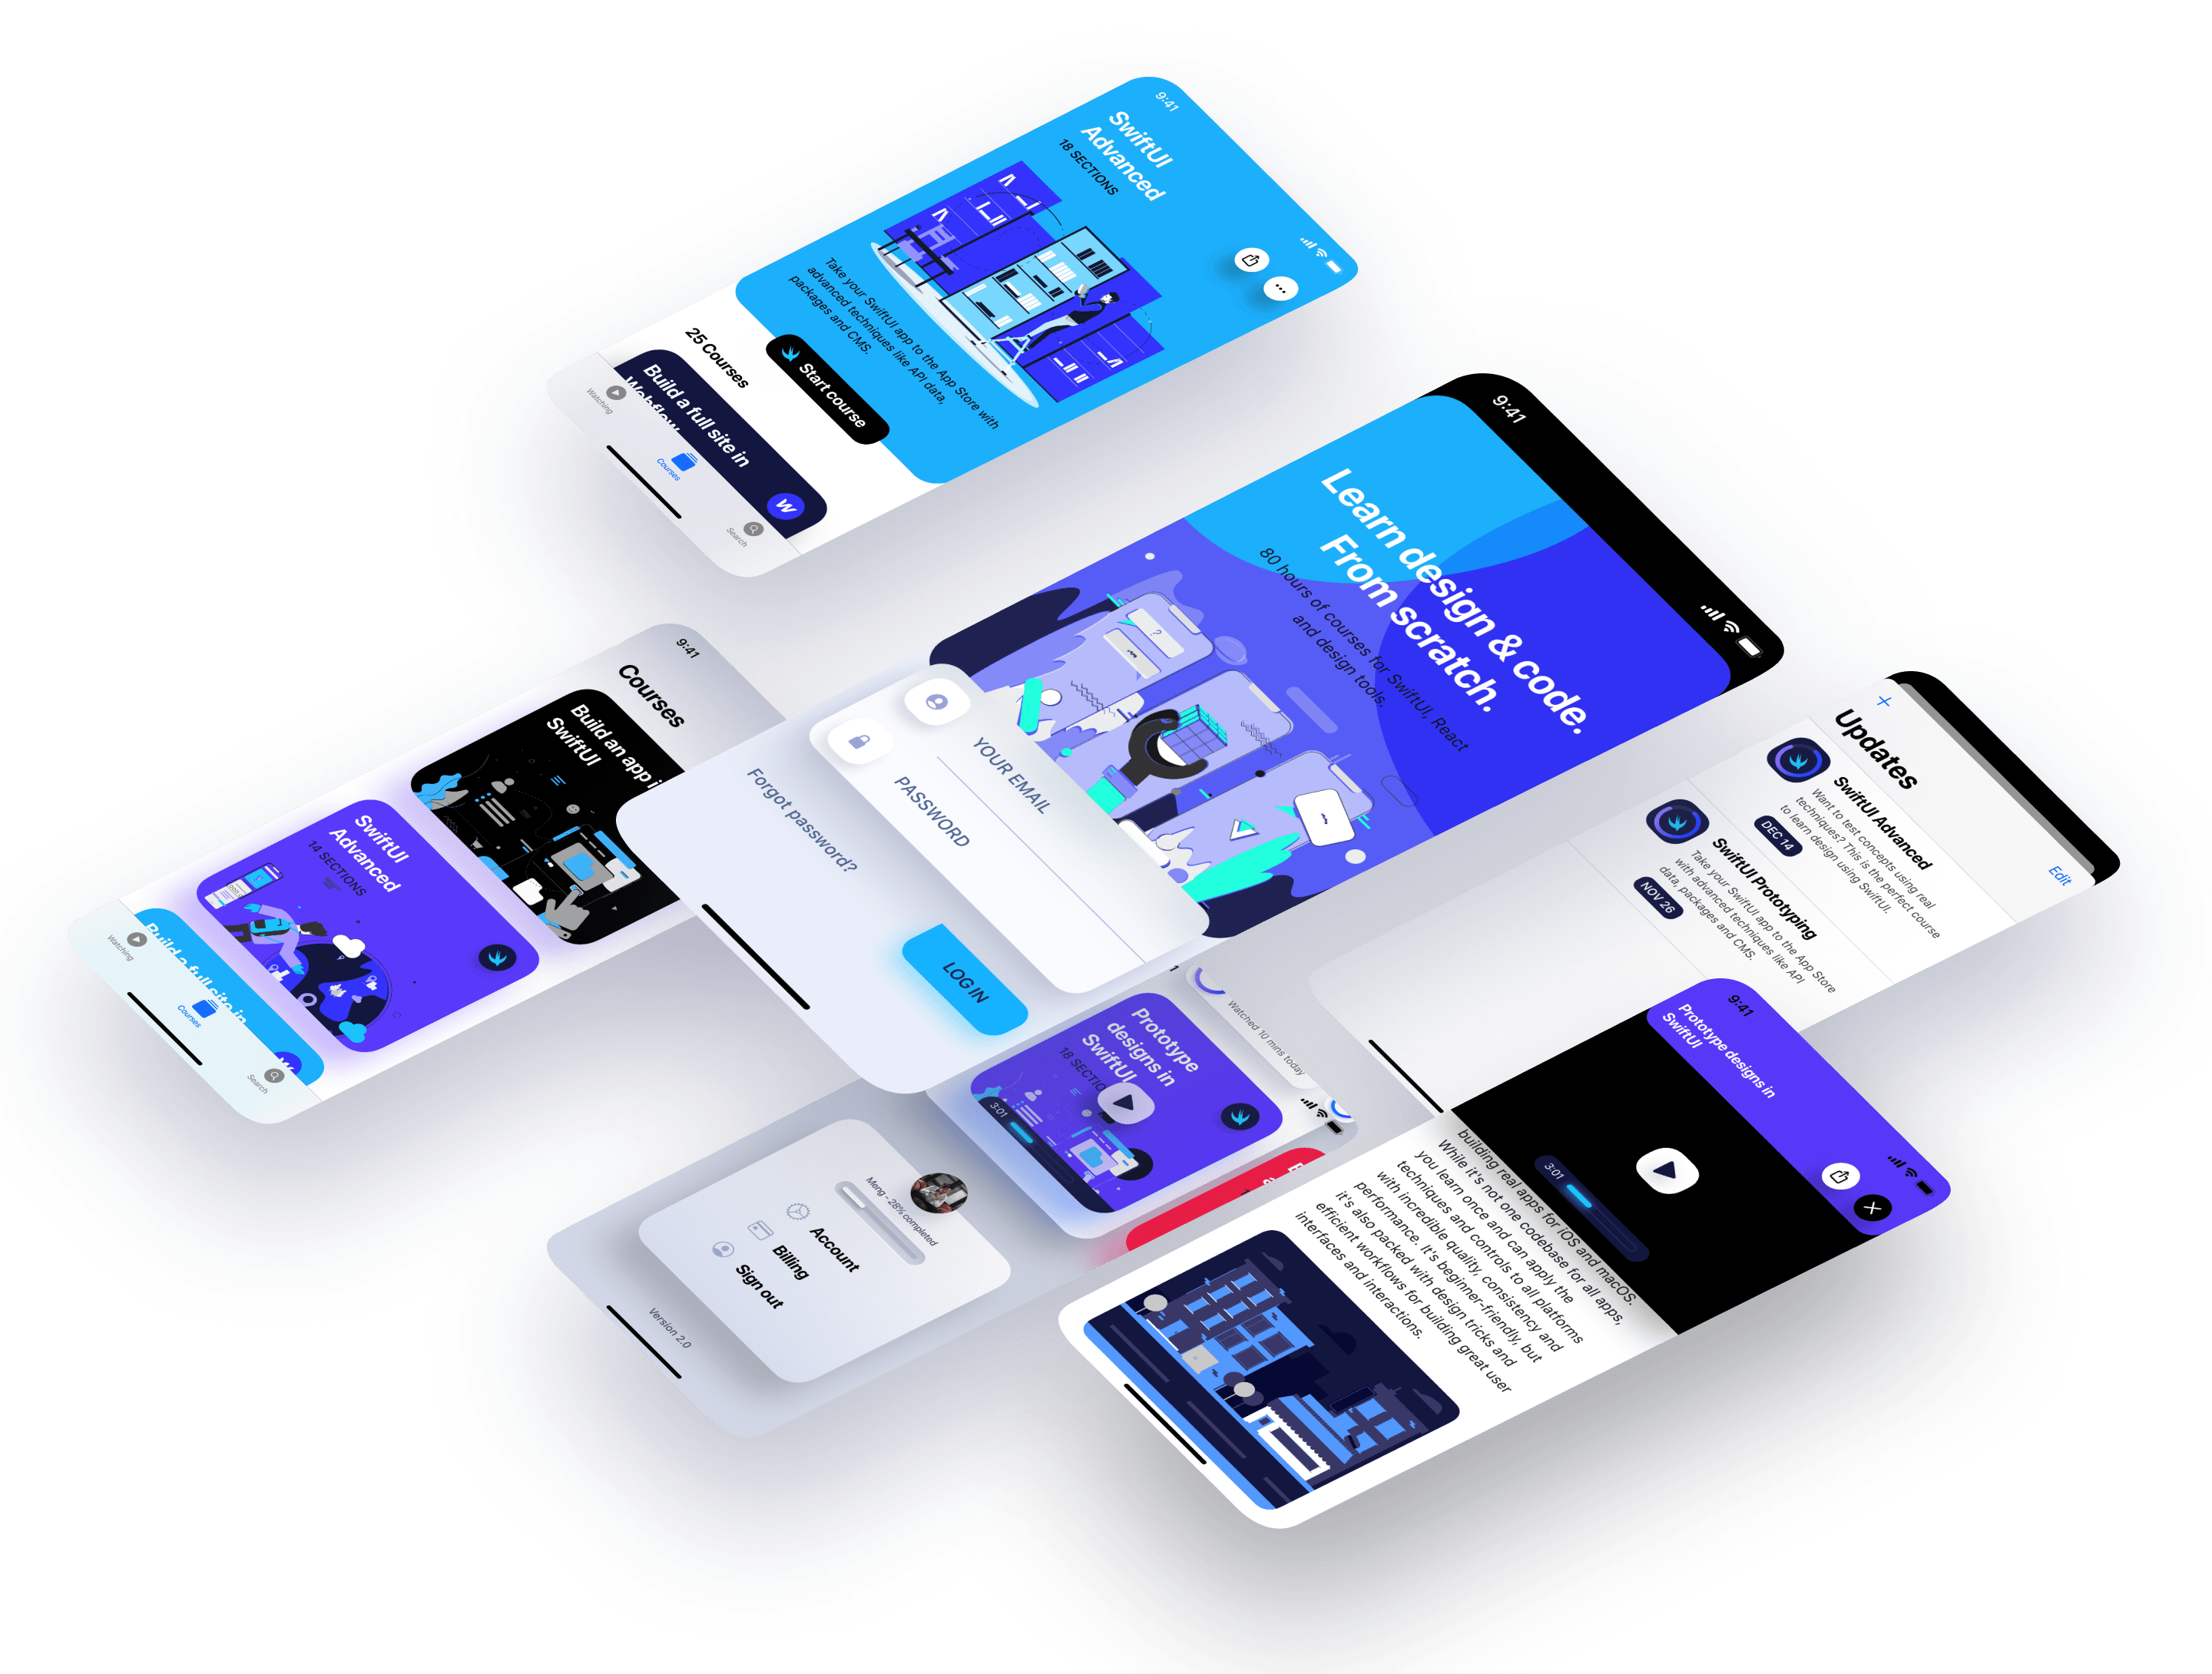 9:41
SwiftUI
Advanced
18 SECTIONS
Take your SwiftUI app to the App Store with
advanced techniques like API data,
packages and CMS.
Start course
25 Courses
Build a full site in
Webflow
W
Watching
Courses
Search
9:41
Learn design & code.
From scratch.
80 hours of courses for SwiftUI, React
and design tools.
?
YOUR EMAIL
PASSWORD
Forgot password?
LOG IN
9:41
Courses
Build an app i
SwiftUI
SwiftUI
Advanced
14 SECTIONS
Build a full site in
W
Watching
Courses
Search
Updates
Edit
SwiftUI Advanced
Want to test concepts using real
techniques? This is the perfect course
to learn design using SwiftUI.
DEC 14
SwiftUI Prototyping
Take your SwiftUI app to the App Store
with advanced techniques like API
data, packages and CMS.
NOV 26
Watched 10 mins today
Prototype
designs in
SwiftUI
18 SECTIO
3:01
Meng - 28% completed
Account
Billing
Sign out
Version 2.0
9:41
Prototype designs in
SwiftUI
3:01
building real apps for iOS and macOS.
While it's not one codebase for all apps,
you learn once and can apply the
techniques and controls to all platforms
with incredible quality, consistency and
performance. It's beginner-friendly, but
it's also packed with design tricks and
efficient workflows for building great user
interfaces and interactions.